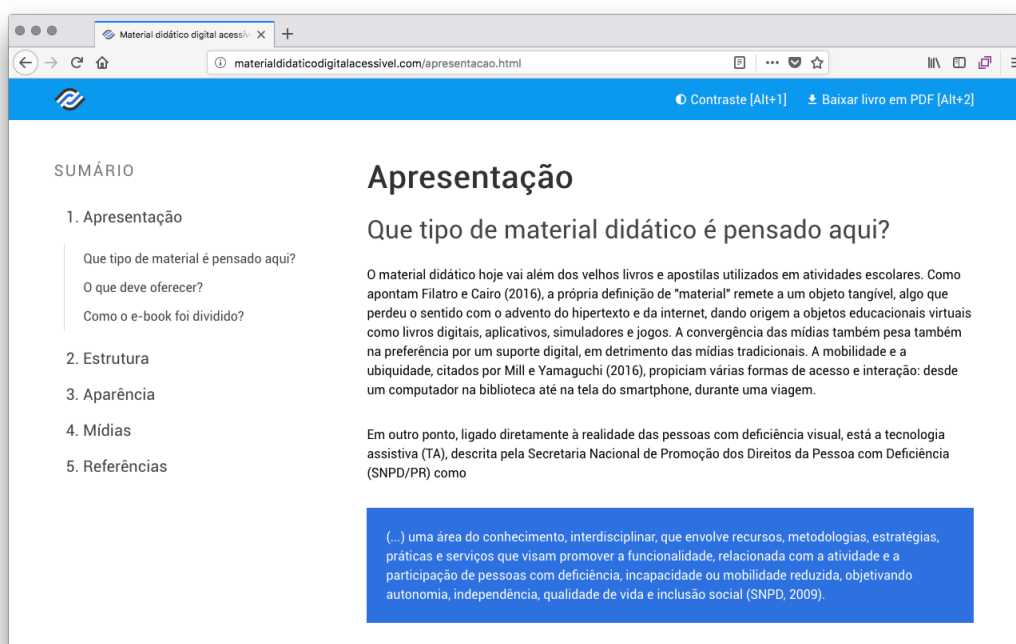 Material didático digital acessív
materialdidaticodigitalacessivel.com/apresentacao.html
Contraste [Alt+1] Baixar livro em PDF [Alt+2]
SUMÁRIO
1. Apresentação
Que tipo de material é pensado aqui?
O que deve oferecer?
Como o e-book foi dividido?
2. Estrutura
3. Aparência
4. Mídias
5. Referências
Apresentação
Que tipo de material didático é pensado aqui?
O material didático hoje vai além dos velhos livros e apostilas utilizados em atividades escolares. Como
apontam Filatro e Cairo (2016), a própria definição de "material" remete a um objeto tangível, algo que
perdeu o sentido com o advento do hipertexto e da internet, dando origem a objetos educacionais virtuais
como livros digitais, aplicativos, simuladores e jogos. A convergência das mídias também pesa também
na preferência por um suporte digital, em detrimento das mídias tradicionais. A mobilidade e a
ubiquidade, citados por Mill e Yamaguchi (2016), propiciam várias formas de acesso e interação: desde
um computador na biblioteca até na tela do smartphone, durante uma viagem.
Em outro ponto, ligado diretamente à realidade das pessoas com deficiência visual, está a tecnologia
assistiva (TA), descrita pela Secretaria Nacional de Promoção dos Direitos da Pessoa com Deficiência
(SNPD/PR) como
(...) uma área do conhecimento, interdisciplinar, que envolve recursos, metodologias, estratégias,
práticas e serviços que visam promover a funcionalidade, relacionada com a atividade e a
participação de pessoas com deficiência, incapacidade ou mobilidade reduzida, objetivando
autonomia, independência, qualidade de vida e inclusão social (SNPD, 2009).